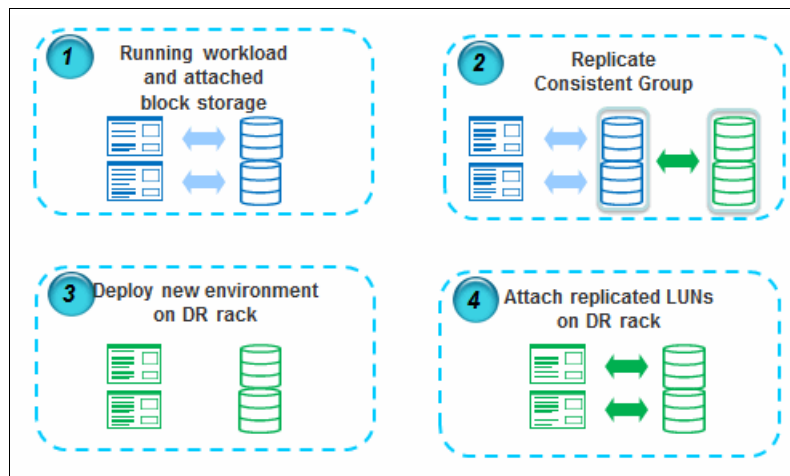 1
Running workload
and attached
block storage
2
Replicate
Consistent Group
3
Deploy new environment
on DR rack
4
Attach replicated LUNs
on DR rack